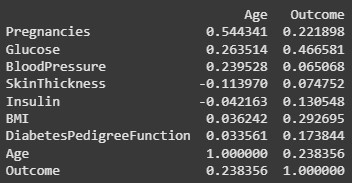 Age Outcome
Pregnancies 0.544341 0.221898
Glucose 0.263514 0.466581
BloodPressure 0.239528 0.065068
SkinThickness -0.113970 0.074752
Insulin -0.042163 0.130548
BMI 0.036242 0.292695
DiabetesPedigreeFunction 0.033561 0.173844
Age 1.000000 0.238356
Outcome 0.238356 1.000000